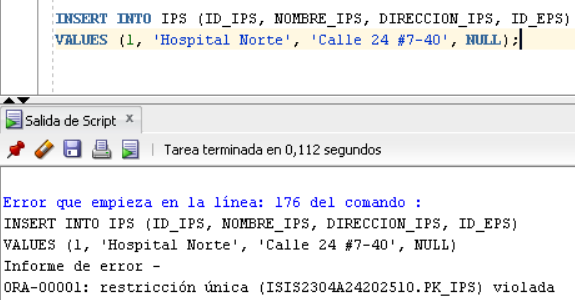 INSERT INTO IPS (ID_IPS, NOMBRE_IPS, DIRECCION_IPS, ID_EPS)
VALUES (1, 'Hospital Norte', 'Calle 24 #7-40', NULL);
Salida de Script x
Tarea terminada en 0,112 segundos
Error que empieza en la línea: 176 del comando :
INSERT INTO IPS (ID_IPS, NOMBRE_IPS, DIRECCION_IPS, ID_EPS)
VALUES (1, 'Hospital Norte', 'Calle 24 #7-40', NULL)
Informe de error -
ORA-00001: restricción única (ISIS2304A24202510.PK_IPS) violada